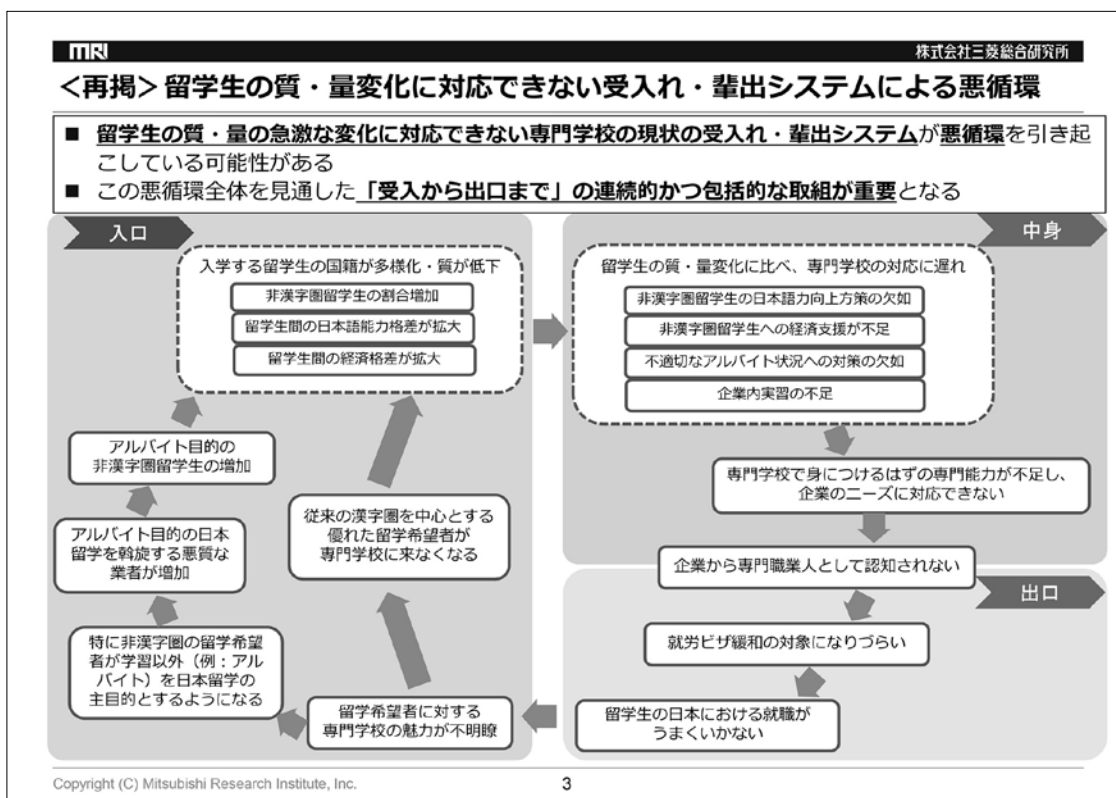 MRI
株式会社三菱総合研究所
＜再掲＞留学生の質・量変化に対応できない受入れ・輩出システムによる悪循環
■ 留学生の質・量の急激な変化に対応できない専門学校の現状の受入れ・輩出システムが悪循環を引き起
こしている可能性がある
■ この悪循環全体を見通した「受入から出口まで」の連続的かつ包括的な取組が重要となる
入口
入学する留学生の国籍が多様化・質が低下
非漢字圏留学生の割合増加
留学生間の日本語能力格差が拡大
留学生間の経済格差が拡大
中身
留学生の質・量変化に比べ、専門学校の対応に遅れ
非漢字圏留学生の日本語力向上方策の欠如
非漢字圏留学生への経済支援が不足
不適切なアルバイト状況への対策の欠如
企業内実習の不足
専門学校で身につけるはずの専門能力が不足し、
企業のニーズに対応できない
企業から専門職業人として認知されない
出口
就労ビザ緩和の対象になりづらい
留学生の日本における就職が
うまくいかない
留学希望者に対する
専門学校の魅力が不明瞭
従来の漢字圏を中心とする
優れた留学希望者が
専門学校に来なくなる
特に非漢字圏の留学希望
者が学習以外（例：アル
バイト）を日本留学の
主目的とするようになる
アルバイト目的の日本
留学を斡旋する悪質な
業者が増加
アルバイト目的の
非漢字圏留学生の増加
Copyright (C) Mitsubishi Research Institute, Inc.
3